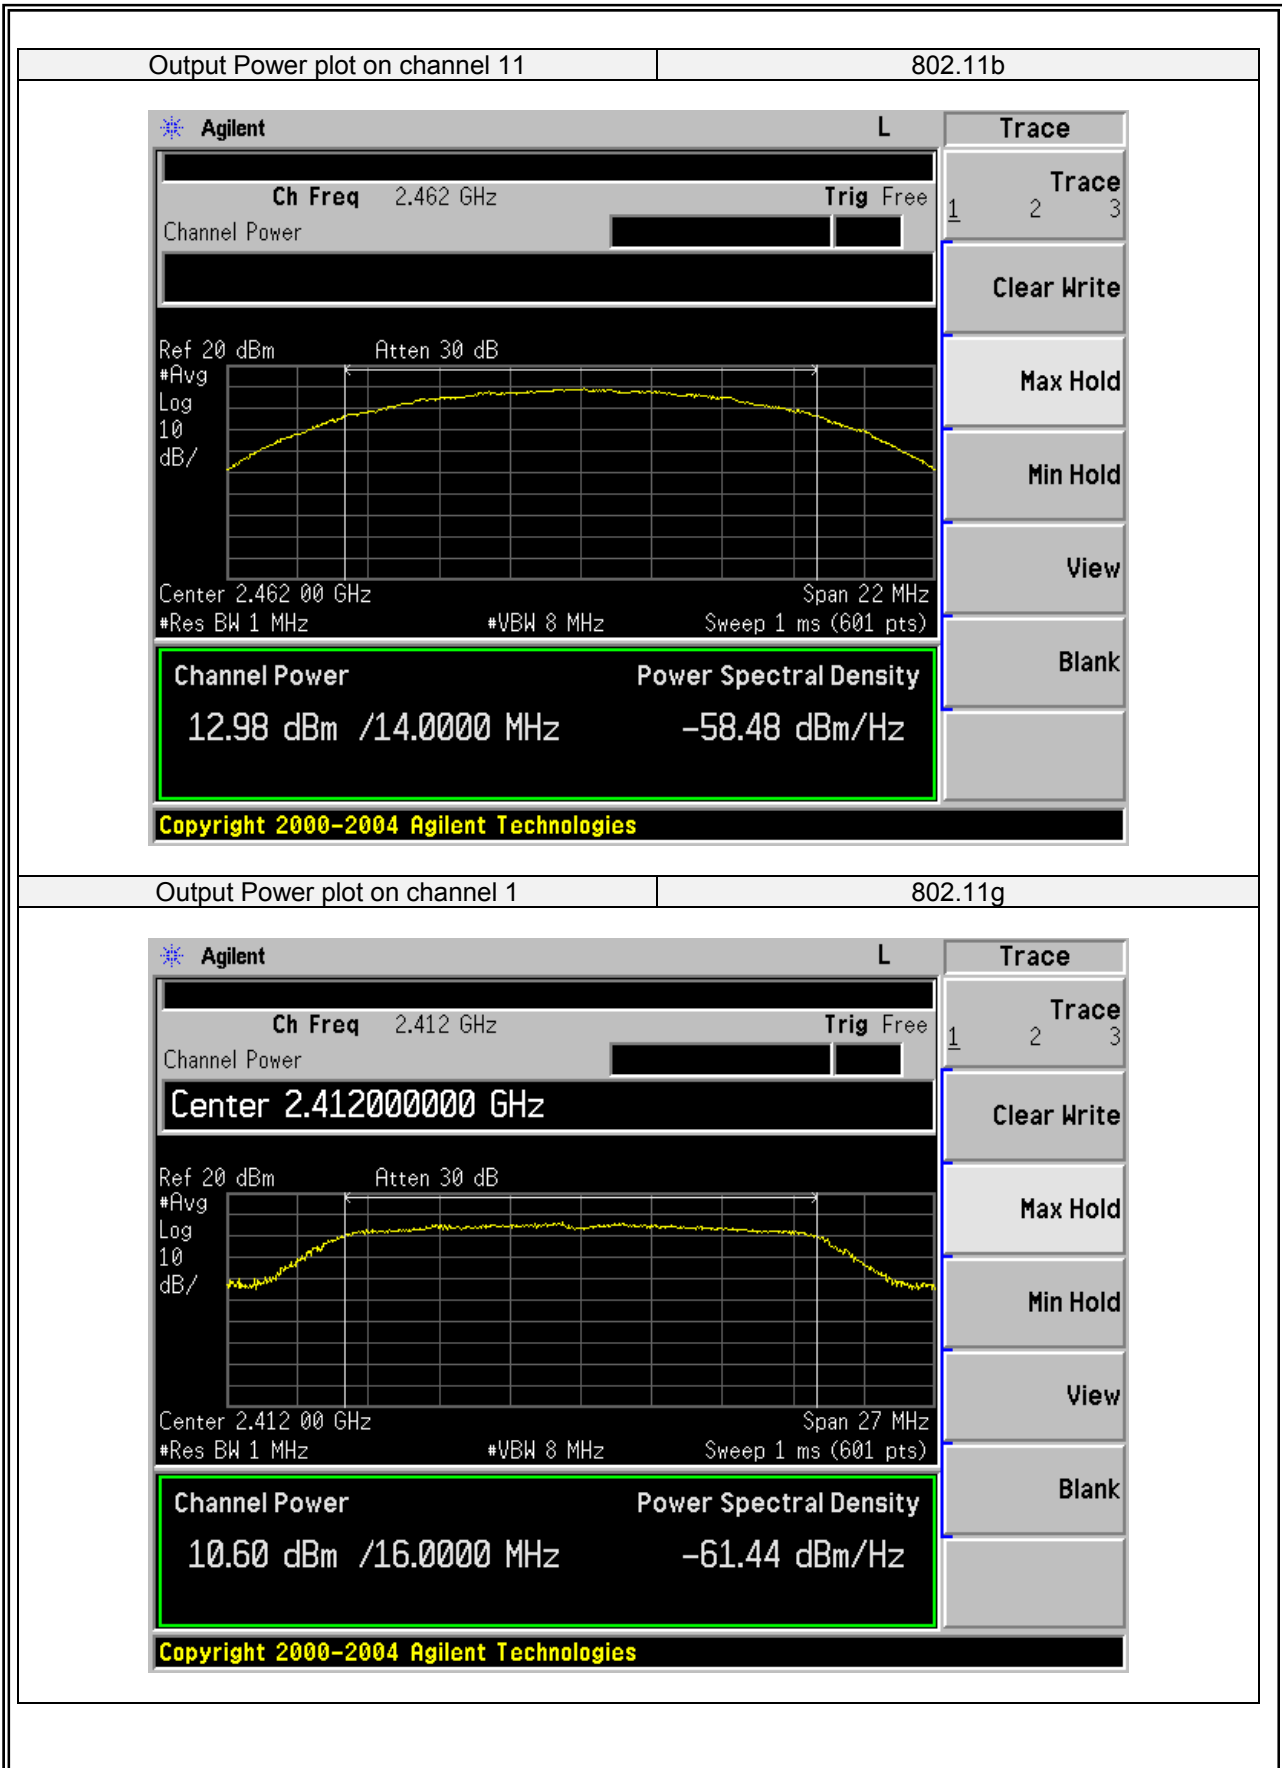 Output Power plot on channel 11 802.11b
Agilent L Trace
Ch Freq 2.462 GHz Trig Free
Channel Power
Trace
1 2 3
Clear Write
Ref 20 dBm Atten 30 dB
#Avg
Log
10
dB/
Max Hold
Min Hold
View
Center 2.462 00 GHz Span 22 MHz
#Res BW 1 MHz #VBW 8 MHz Sweep 1 ms (601 pts)
Blank
Channel Power Power Spectral Density
12.98 dBm /14.0000 MHz -58.48 dBm/Hz
Copyright 2000-2004 Agilent Technologies
Output Power plot on channel 1 802.11g
Agilent L Trace
Ch Freq 2.412 GHz Trig Free
Channel Power
Trace
1 2 3
Center 2.412000000 GHz
Clear Write
Ref 20 dBm Atten 30 dB
#Avg
Log
10
dB/
Max Hold
Min Hold
View
Center 2.412 00 GHz Span 27 MHz
#Res BW 1 MHz #VBW 8 MHz Sweep 1 ms (601 pts)
Blank
Channel Power Power Spectral Density
10.60 dBm /16.0000 MHz -61.44 dBm/Hz
Copyright 2000-2004 Agilent Technologies